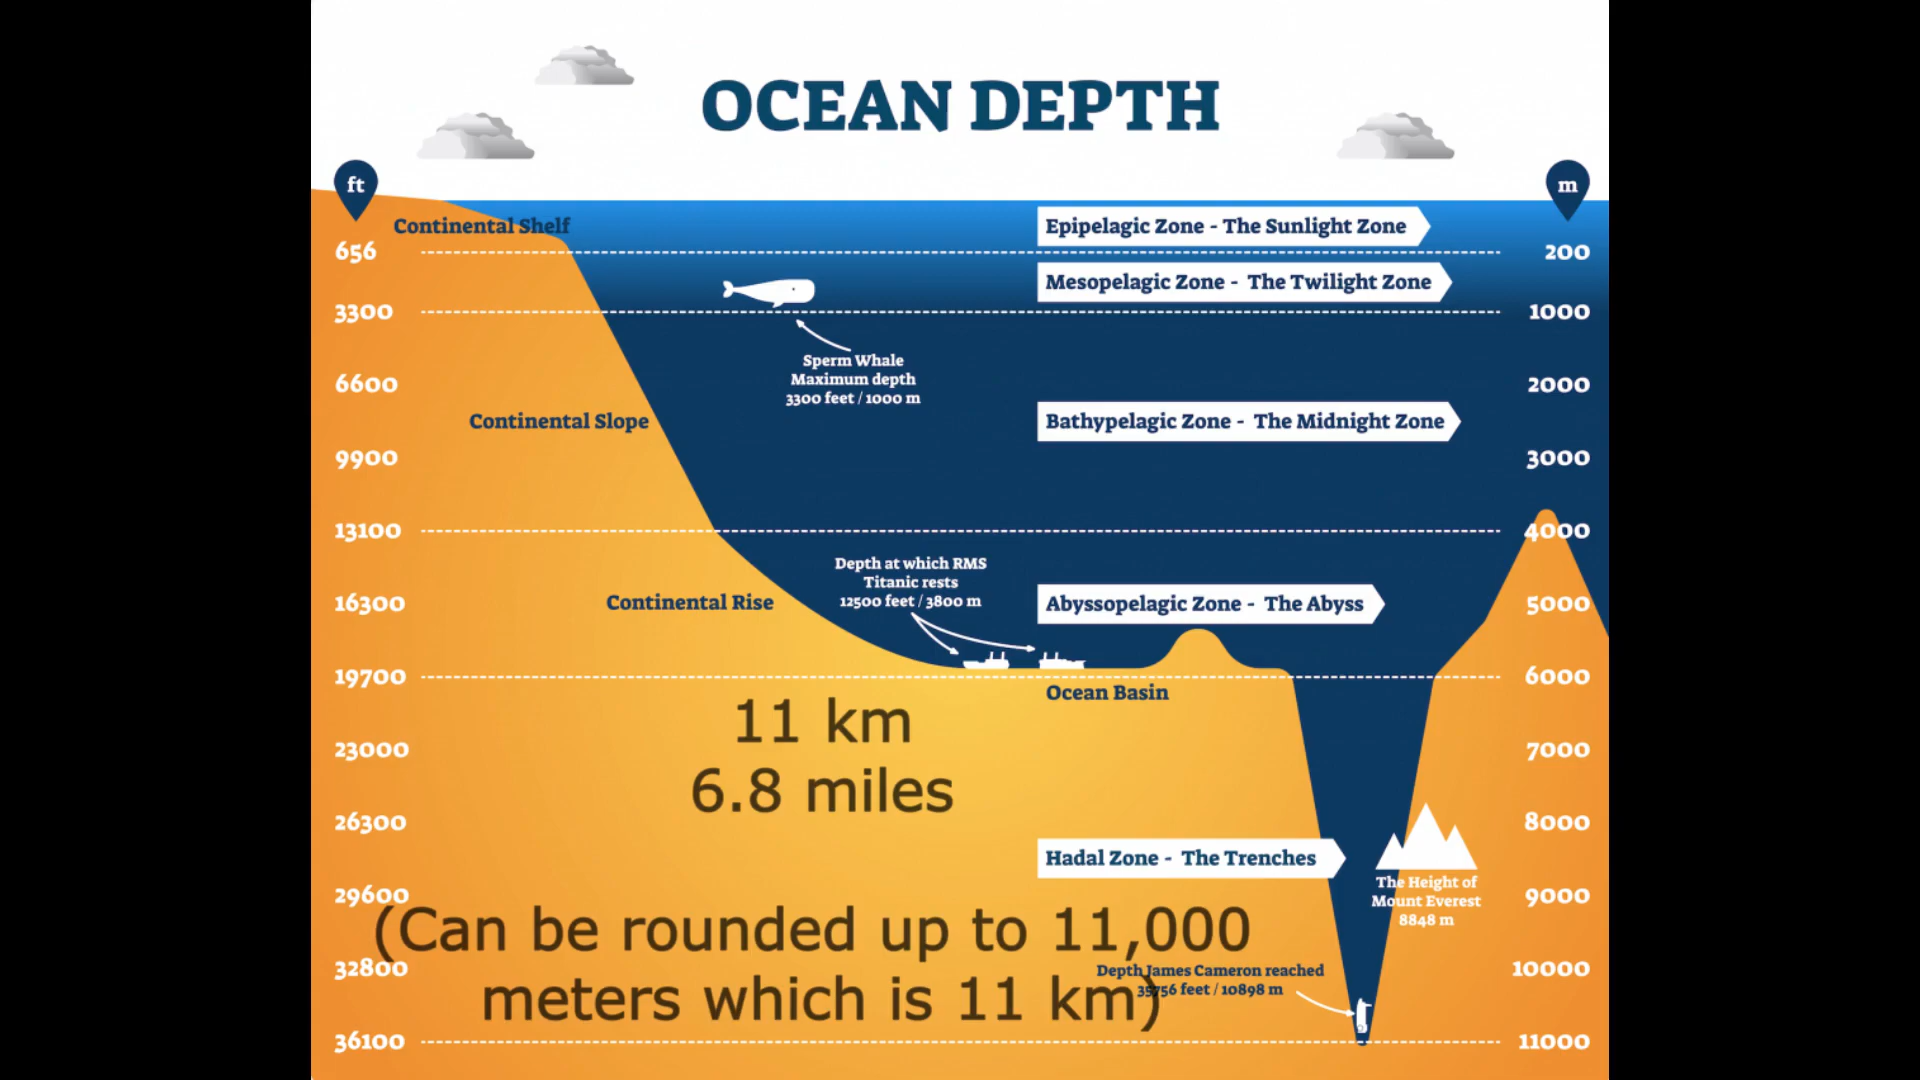 OCEAN DEPTH
ft
m
Continental Shelf
Epipelagic Zone - The Sunlight Zone
656
200
Mesopelagic Zone - The Twilight Zone
3300
1000
Sperm Whale
Maximum depth
3300 feet / 1000 m
6600
2000
Continental Slope
Bathypelagic Zone - The Midnight Zone
9900
3000
13100
4000
Depth at which RMS
Titanic rests
12500 feet / 3800 m
16300
Continental Rise
Abyssopelagic Zone - The Abyss
5000
19700
6000
Ocean Basin
11 km
6.8 miles
23000
7000
26300
8000
Hadal Zone - The Trenches
The Height of
Mount Everest
8848 m
29600
9000
(Can be rounded up to 11,000
meters which is 11 km)
32800
10000
Depth James Cameron reached
35756 feet / 10898 m
36100
11000